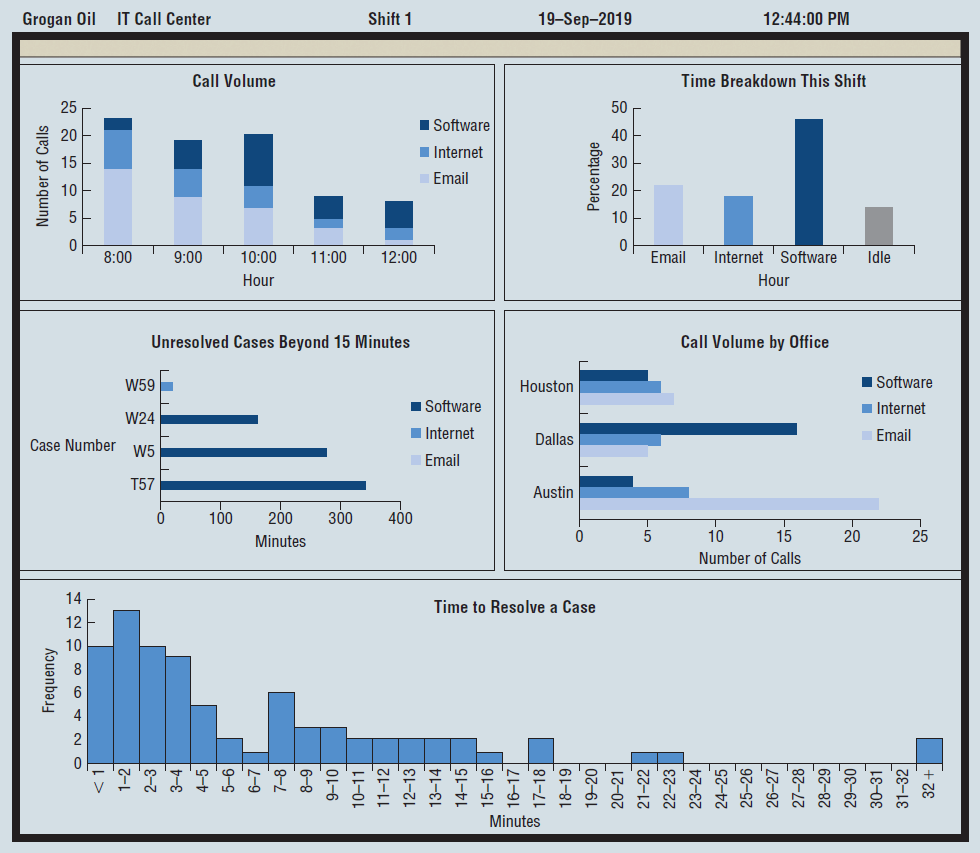 Grogan Oil IT Call Center Shift 1 19–Sep–2019 12:44:00 PM
Call Volume
Number of Calls
25
20
15
10
5
0
8:00 9:00 10:00 11:00 12:00
Hour
Software
Internet
Email
Time Breakdown This Shift
Percentage
50
40
30
20
10
0
Email Internet Software Idle
Hour
Unresolved Cases Beyond 15 Minutes
Case Number
W59
W24
W5
T57
0 100 200 300 400
Minutes
Software
Internet
Email
Call Volume by Office
Houston
Dallas
Austin
0 5 10 15 20 25
Number of Calls
Software
Internet
Email
Time to Resolve a Case
Frequency
14
12
10
8
6
4
2
0
< 1
1–2
2–3
3–4
4–5
5–6
6–7
7–8
8–9
9–10
10–11
11–12
12–13
13–14
14–15
15–16
16–17
17–18
18–19
19–20
20–21
21–22
22–23
23–24
24–25
25–26
26–27
27–28
28–29
29–30
30–31
31–32
32 +
Minutes